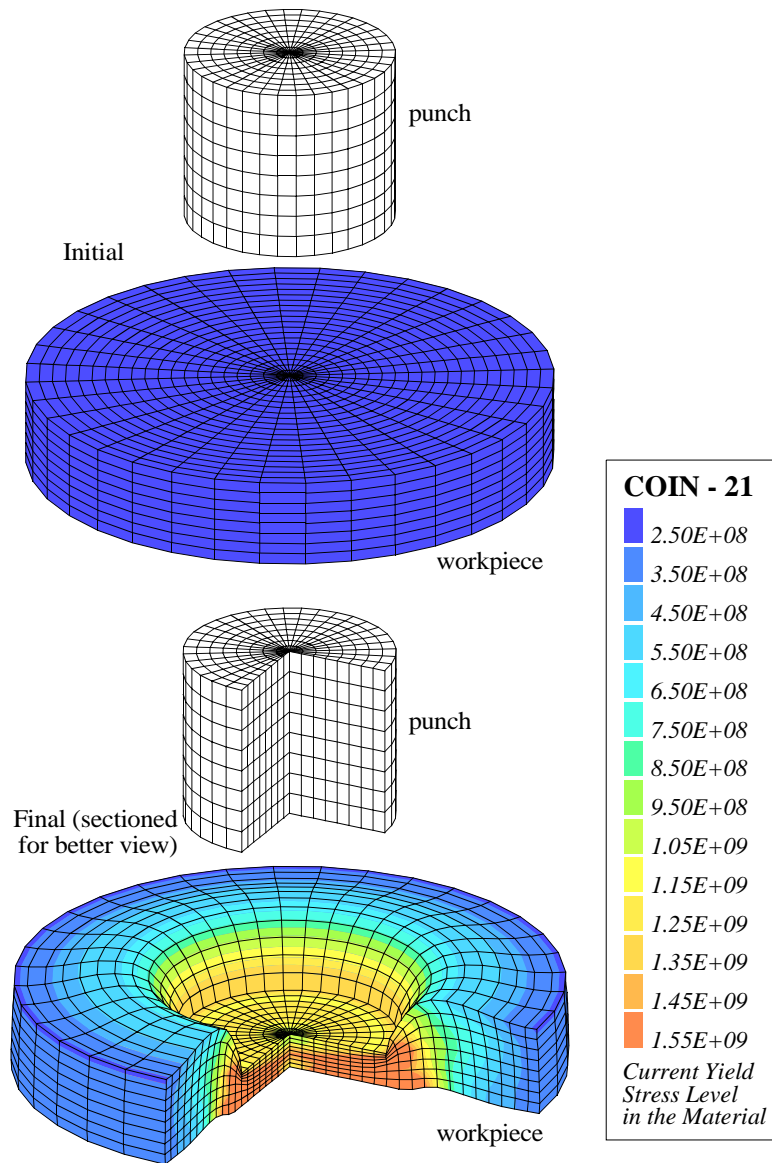 punch
Initial
workpiece
COIN - 21
2.50E+08
3.50E+08
4.50E+08
5.50E+08
6.50E+08
7.50E+08
8.50E+08
9.50E+08
1.05E+09
1.15E+09
1.25E+09
1.35E+09
1.45E+09
1.55E+09
Current Yield
Stress Level
in the Material
punch
Final (sectioned
for better view)
workpiece